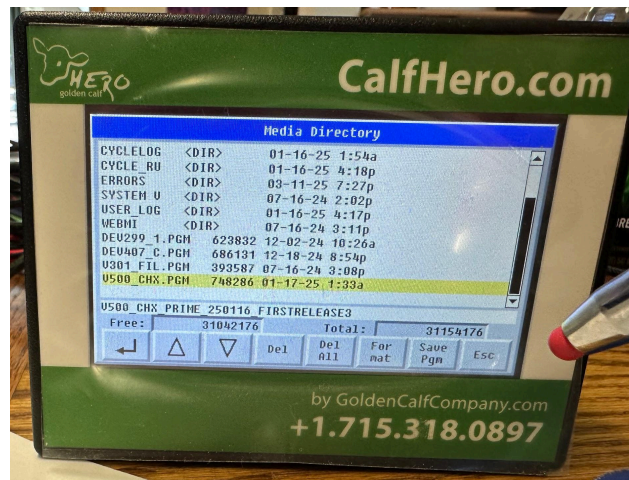 HERO
golden calf
CalfHero.com
Media Directory
CYCLELOG <DIR> 01-16-25 1:54a
CYCLE_RU <DIR> 01-16-25 4:18p
ERRORS <DIR> 03-11-25 7:27p
SYSTEM V <DIR> 07-16-24 2:02p
USER_LOG <DIR> 01-16-25 4:17p
WEBMI <DIR> 07-16-24 3:11p
DEV299_1.PGM 623832 12-02-24 10:26a
DEV407_C.PGM 686131 12-18-24 8:54p
V301_FIL.PGM 393587 07-16-24 3:08p
V500_CHX.PGM 748286 01-17-25 1:33a
V500_CHX_PRIME_250116_FIRSTRELEASE3
Free: 31042176 Total: 31154176
Del
Del All
For mat
Save Pgm
Esc
by GoldenCalfCompany.com
+1.715.318.0897